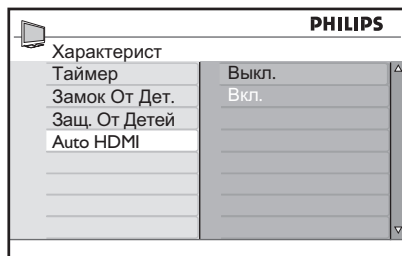 PHILIPS
Характерист
Таймер
Выкл.
Замок От Дет.
Вкл.
Защ. От Детей
Auto HDMI